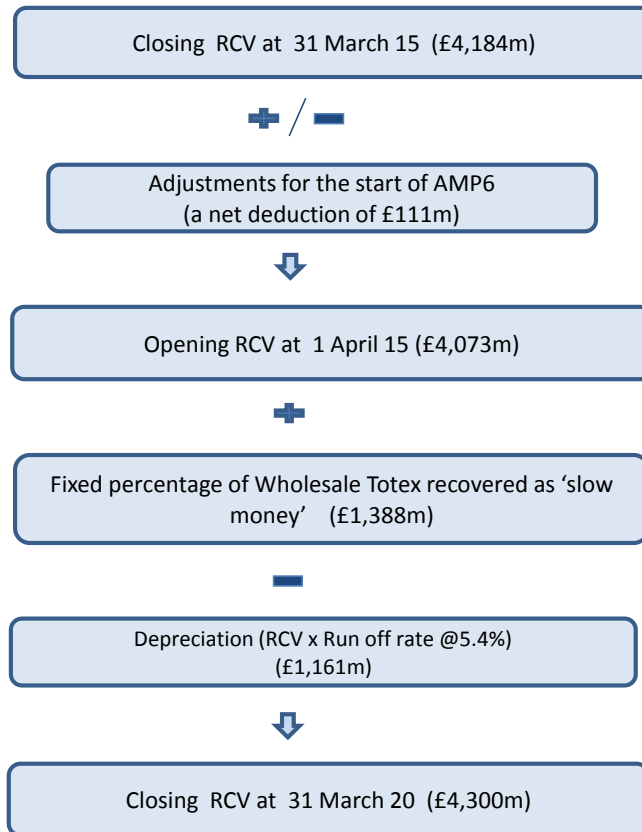 Closing RCV at 31 March 15 (£4,184m)
Adjustments for the start of AMP6
(a net deduction of £111m)
Opening RCV at 1 April 15 (£4,073m)
Fixed percentage of Wholesale Totex recovered as ‘slow
money’ (£1,388m)
Depreciation (RCV x Run off rate @5.4%)
(£1,161m)
Closing RCV at 31 March 20 (£4,300m)